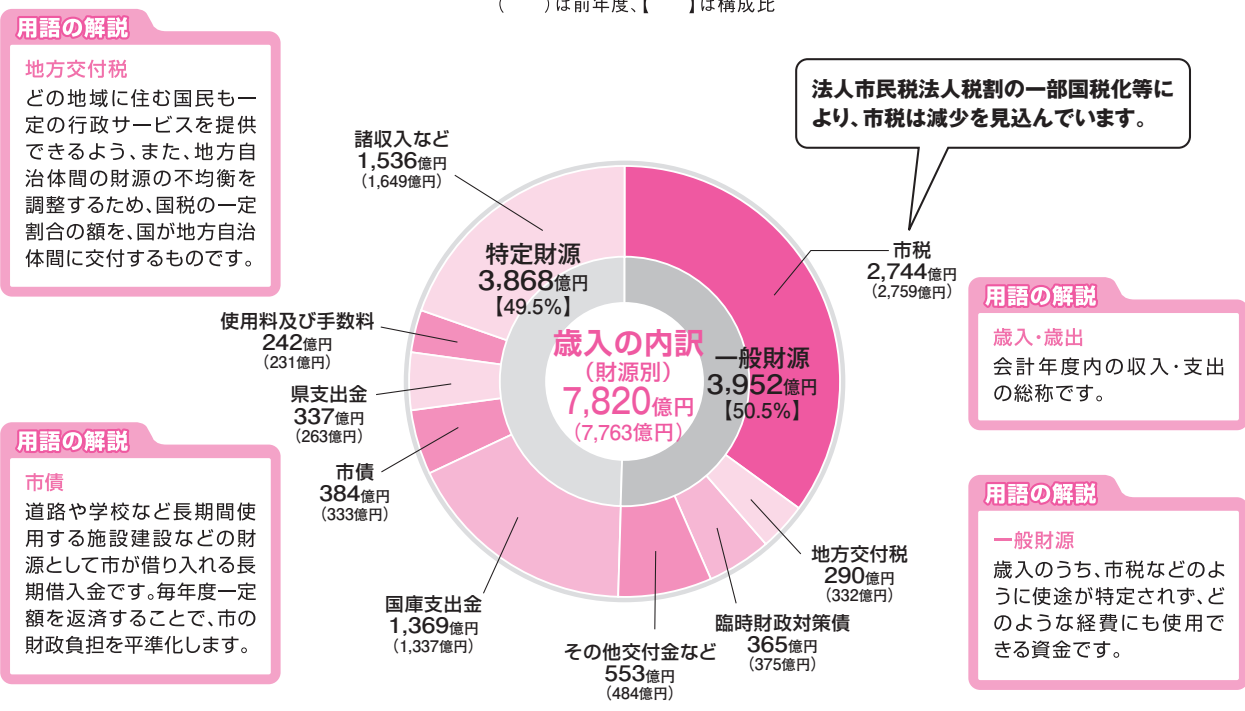 (　　)は前年度、【　　】は構成比
用語の解説
地方交付税
どの地域に住む国民も一
定の行政サービスを提供
できるよう、また、地方自
治体間の財源の不均衡を
調整するため、国税の一定
割合の額を、国が地方自治
体間に交付するものです。
法人市民税法人税割の一部国税化等に
より、市税は減少を見込んでいます。
諸収入など
1,536億円
(1,649億円)
特定財源
3,868億円
【49.5%】
市税
2,744億円
(2,759億円)
使用料及び手数料
242億円
(231億円)
歳入の内訳
(財源別)
7,820億円
(7,763億円)
一般財源
3,952億円
【50.5%】
県支出金
337億円
(263億円)
市債
384億円
(333億円)
国庫支出金
1,369億円
(1,337億円)
その他交付金など
553億円
(484億円)
臨時財政対策債
365億円
(375億円)
地方交付税
290億円
(332億円)
用語の解説
歳入・歳出
会計年度内の収入・支出
の総称です。
用語の解説
市債
道路や学校など長期間使
用する施設建設などの財
源として市が借り入れる長
期借入金です。毎年度一定
額を返済することで、市の
財政負担を平準化します。
用語の解説
一般財源
歳入のうち、市税などのよ
うに使途が特定されず、ど
のような経費にも使用で
きる資金です。